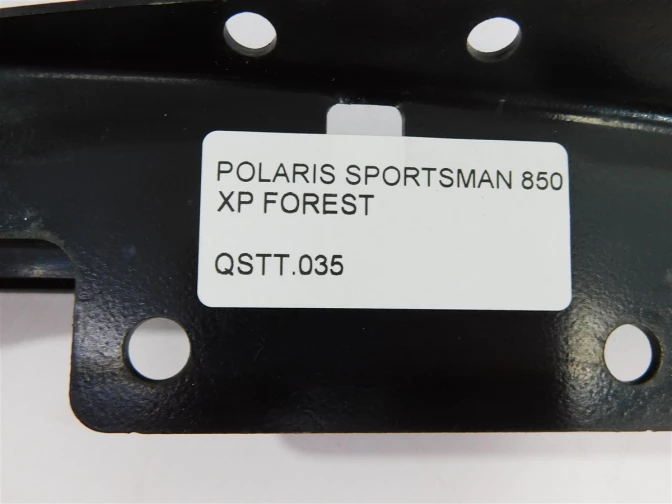 POLARIS SPORTSMAN 850
XP FOREST
QSTT.035